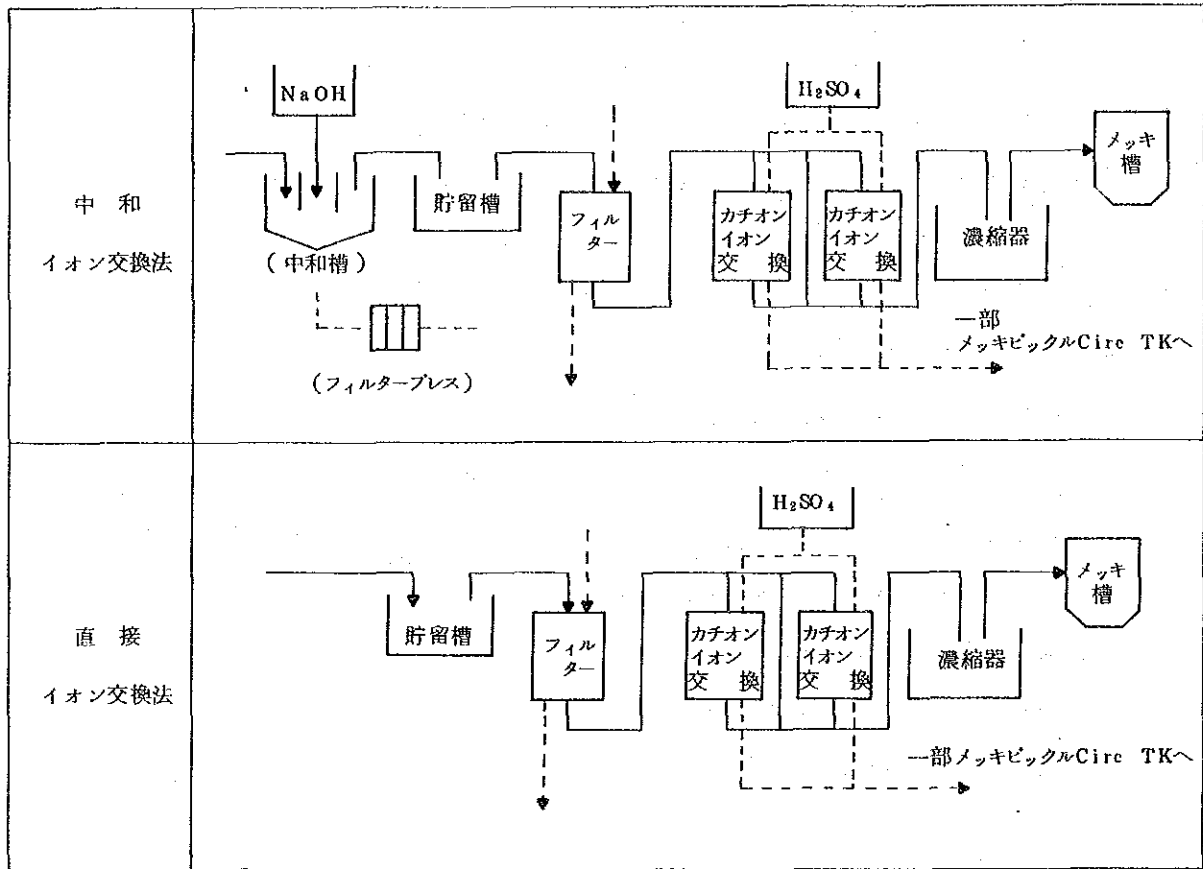 中和
イオン交換法
NaOH
(中和槽)
(フィルタープレス)
貯留槽
フィル
ター
H₂SO₄
カチオン
イオン
交換
カチオン
イオン
交換
濃縮器
メッキ
槽
一部
メッキピックルCirc TKへ
直接
イオン交換法
貯留槽
フィル
ター
H₂SO₄
カチオン
イオン
交換
カチオン
イオン
交換
濃縮器
メッキ
槽
一部メッキピックルCirc TKへ